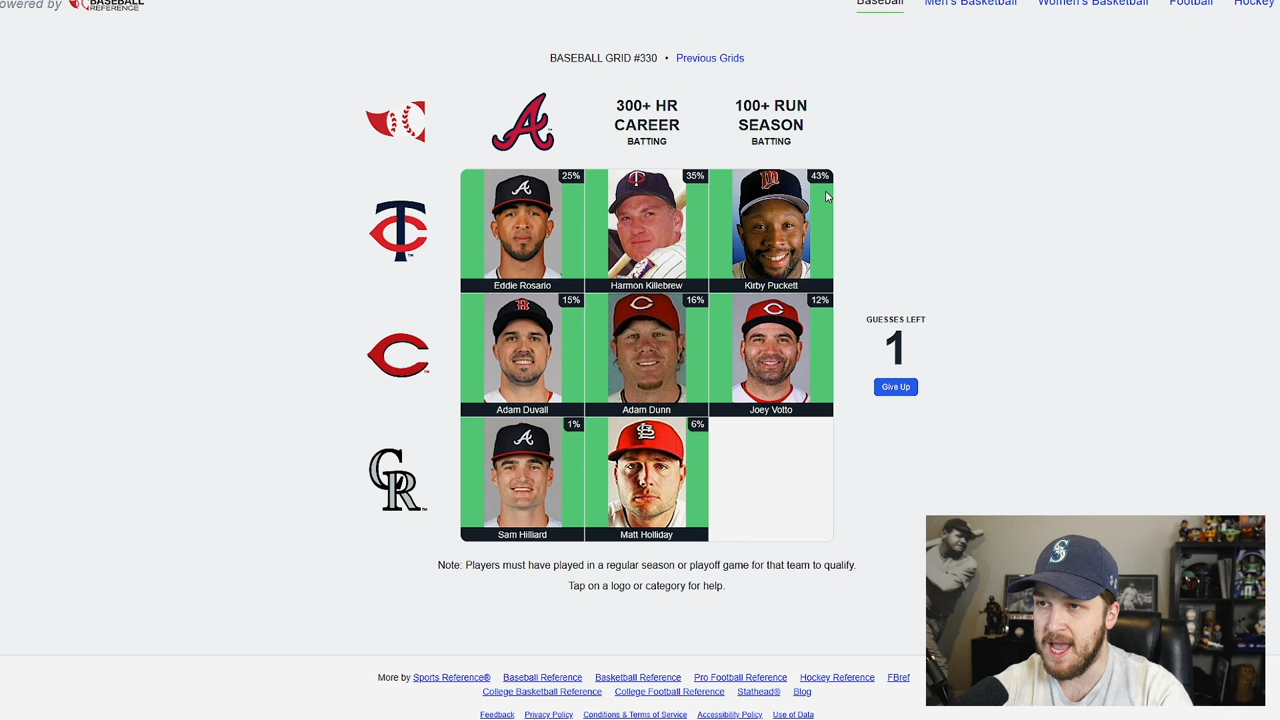 owered by BASEBALL REFERENCE
Baseball Men's Basketball Women's Basketball Football Hockey
BASEBALL GRID #330 • Previous Grids
A
300+ HR
CAREER
BATTING
100+ RUN
SEASON
BATTING
TC
25%
Eddie Rosario
35%
Harmon Killebrew
43%
Kirby Puckett
C
15%
Adam Duvall
16%
Adam Dunn
12%
Joey Votto
CR
1%
Sam Hilliard
6%
Matt Holliday
GUESSES LEFT
1
Give Up
Note: Players must have played in a regular season or playoff game for that team to qualify.
Tap on a logo or category for help.
More by Sports Reference® Baseball Reference Basketball Reference Pro Football Reference Hockey Reference FBref
College Basketball Reference College Football Reference Stathead® Blog
Feedback Privacy Policy Conditions & Terms of Service Accessibility Policy Use of Data